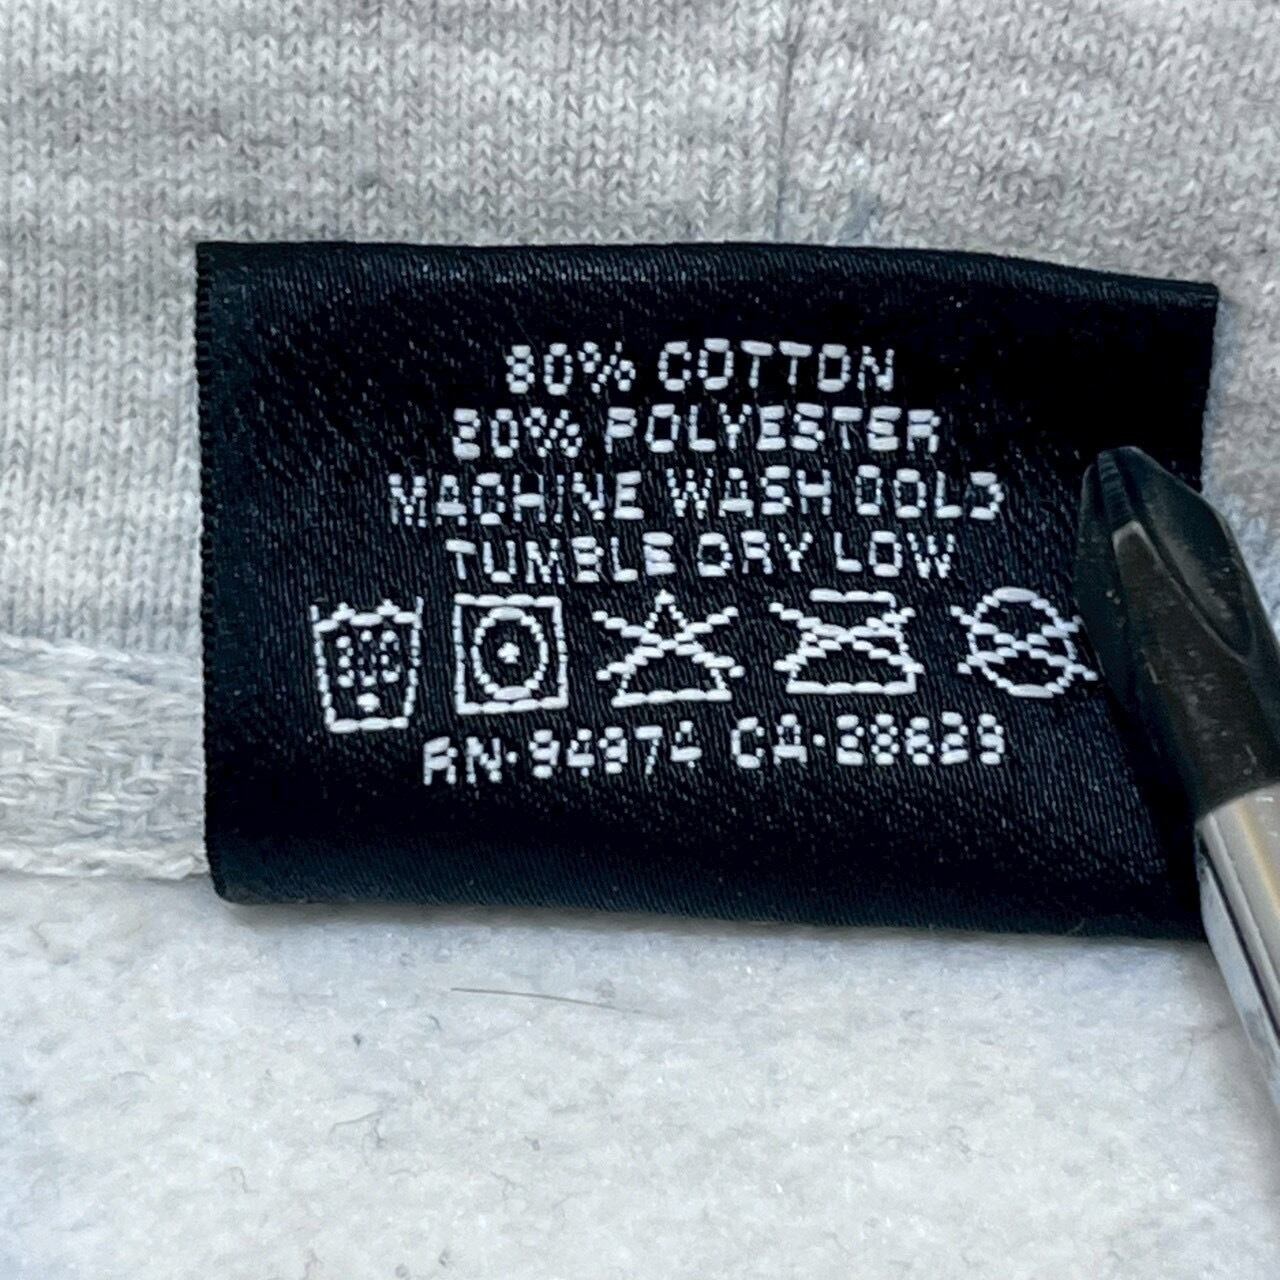 80% COTTON
20% POLYESTER
MACHINE WASH COLD
TUMBLE DRY LOW
RN·94974 CA·28629